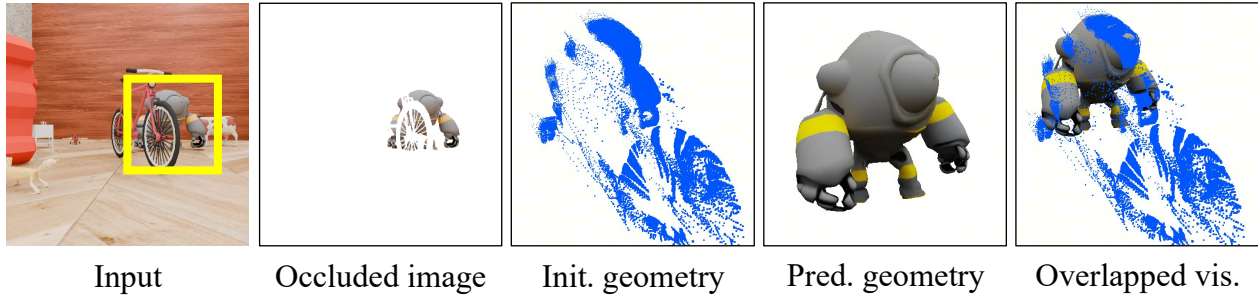 Input
Occluded image
Init. geometry
Pred. geometry
Overlapped vis.